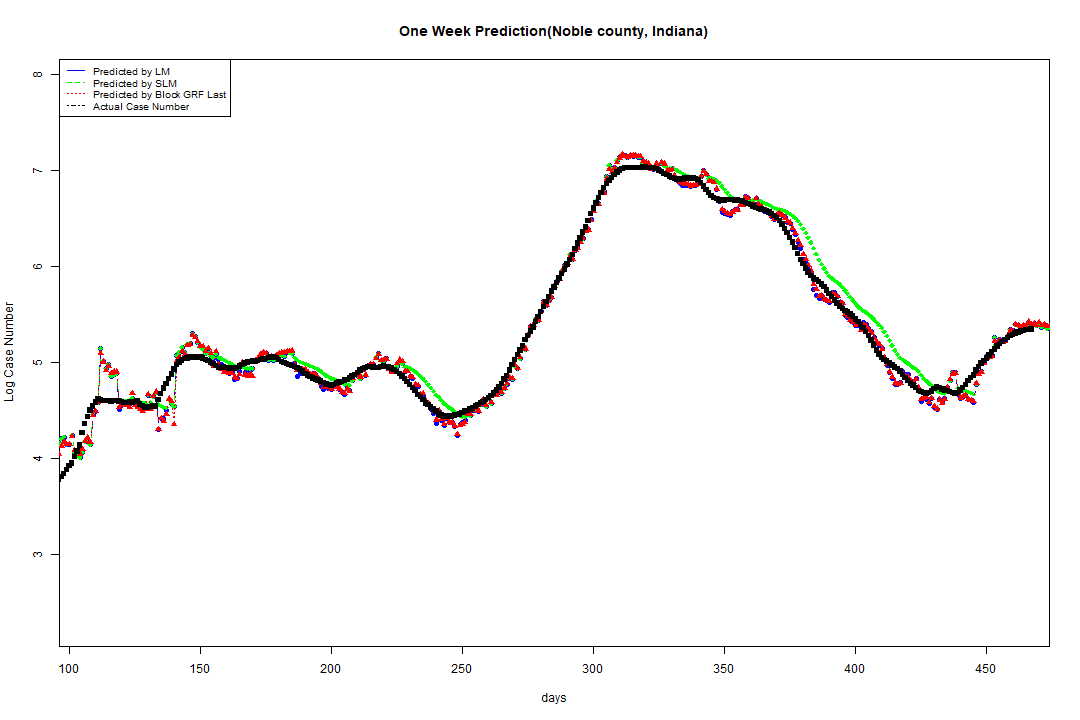 One Week Prediction(Noble county, Indiana)
Predicted by LM
Predicted by SLM
Predicted by Block GRF Last
Actual Case Number
8
7
6
5
4
3
Log Case Number
100 150 200 250 300 350 400 450
days